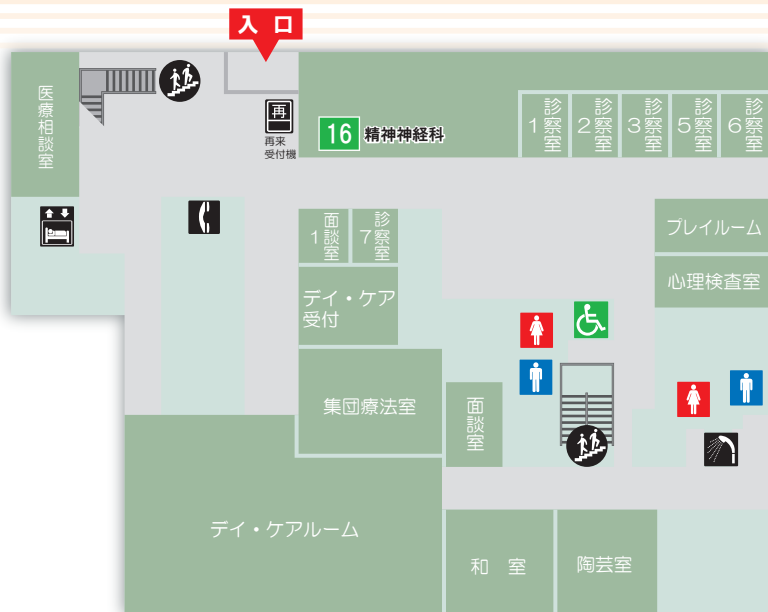 入 口
医療相談室
再
再来
受付機
16 精神神経科
診察室1
診察室2
診察室3
診察室5
診察室6
面談室1
診察室7
プレイルーム
心理検査室
デイ・ケア
受付
集団療法室
面談室
デイ・ケアルーム
和 室
陶芸室